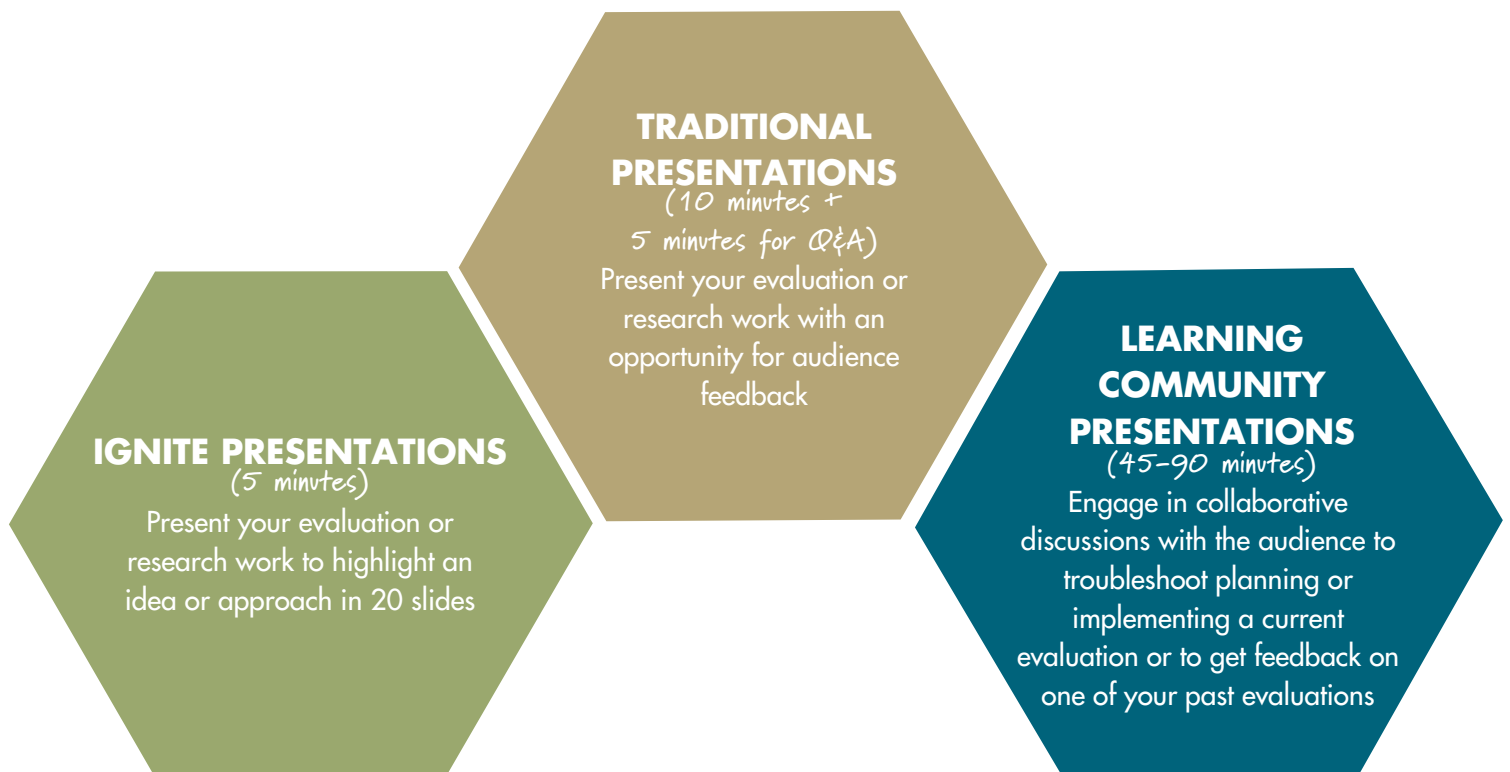 IGNITE PRESENTATIONS
(5 minutes)
Present your evaluation or
research work to highlight an
idea or approach in 20 slides
TRADITIONAL
PRESENTATIONS
(10 minutes +
5 minutes for Q&A)
Present your evaluation or
research work with an
opportunity for audience
feedback
LEARNING
COMMUNITY
PRESENTATIONS
(45-90 minutes)
Engage in collaborative
discussions with the audience to
troubleshoot planning or
implementing a current
evaluation or to get feedback on
one of your past evaluations